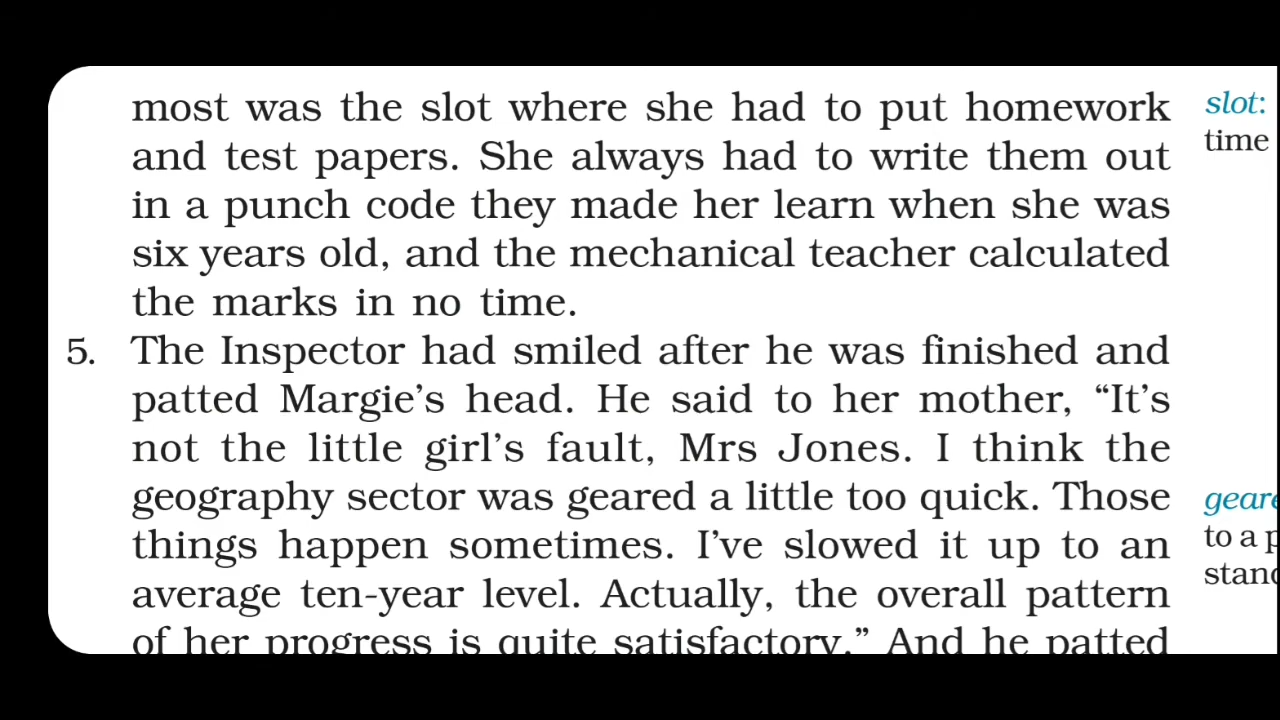 most was the slot where she had to put homework
and test papers. She always had to write them out
in a punch code they made her learn when she was
six years old, and the mechanical teacher calculated
the marks in no time.
5. The Inspector had smiled after he was finished and
patted Margie’s head. He said to her mother, “It’s
not the little girl’s fault, Mrs Jones. I think the
geography sector was geared a little too quick. Those
things happen sometimes. I’ve slowed it up to an
average ten-year level. Actually, the overall pattern
of her progress is quite satisfactory.” And he patted
slot:
time
to a